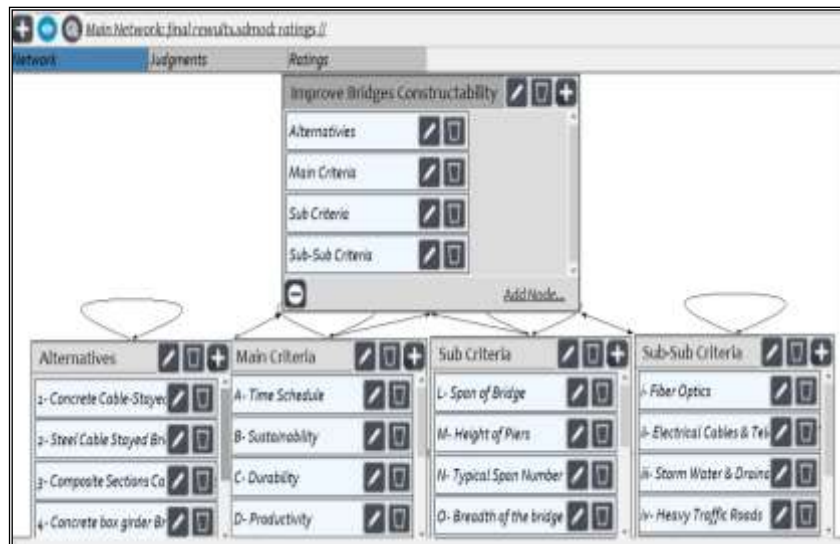 Main Network: final results.sdmod: ratings //
Network Judgments Ratings
Improve Bridges Constructability
Alternativies
Main Criteria
Sub Criteria
Sub-Sub Criteria
Add Node...
Alternatives
1- Concrete Cable-Stayed
2- Steel Cable Stayed Bri
3- Composite Sections Ca
4- Concrete box girder Br
Main Criteria
A- Time Schedule
B- Sustainability
C- Durability
D- Productivity
Sub Criteria
L- Span of Bridge
M- Height of Piers
N- Typical Span Number
O- Breadth of the bridge
Sub-Sub Criteria
i- Fiber Optics
ii- Electrical Cables & Tel
iii- Storm Water & Draina
iv- Heavy Traffic Roads